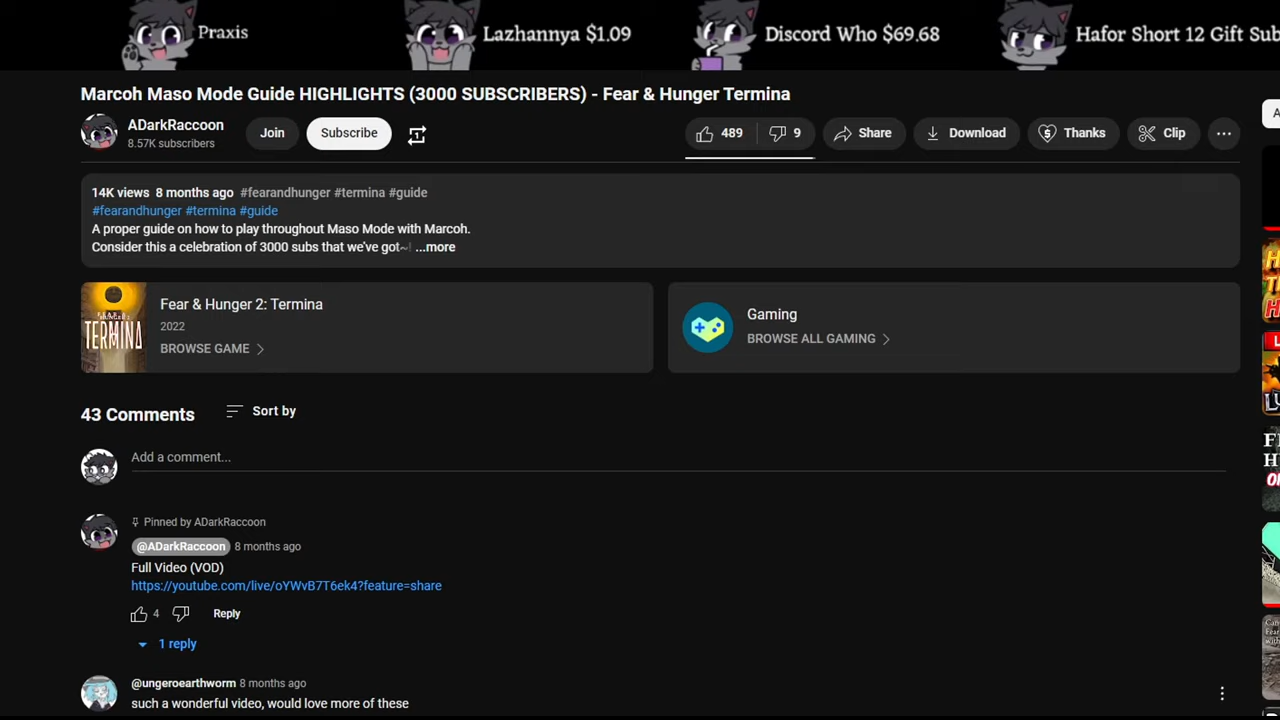 Praxis
Lazhannya $1.09
Discord Who $69.68
Hafor Short 12 Gift Sub
Marcoh Maso Mode Guide HIGHLIGHTS (3000 SUBSCRIBERS) - Fear & Hunger Termina
ADarkRaccoon
8.57K subscribers
Join
Subscribe
489
9
Share
Download
Thanks
Clip
14K views 8 months ago #fearandhunger #termina #guide
#fearandhunger #termina #guide
A proper guide on how to play throughout Maso Mode with Marcoh.
Consider this a celebration of 3000 subs that we've got~! ...more
FEAR &
HUNGER 2
TERMINA
Fear & Hunger 2: Termina
2022
BROWSE GAME
Gaming
BROWSE ALL GAMING
43 Comments
Sort by
Add a comment...
Pinned by ADarkRaccoon
@ADarkRaccoon 8 months ago
Full Video (VOD)
https://youtube.com/live/oYWvB7T6ek4?feature=share
4
Reply
1 reply
@ungeroearthworm 8 months ago
such a wonderful video, would love more of these